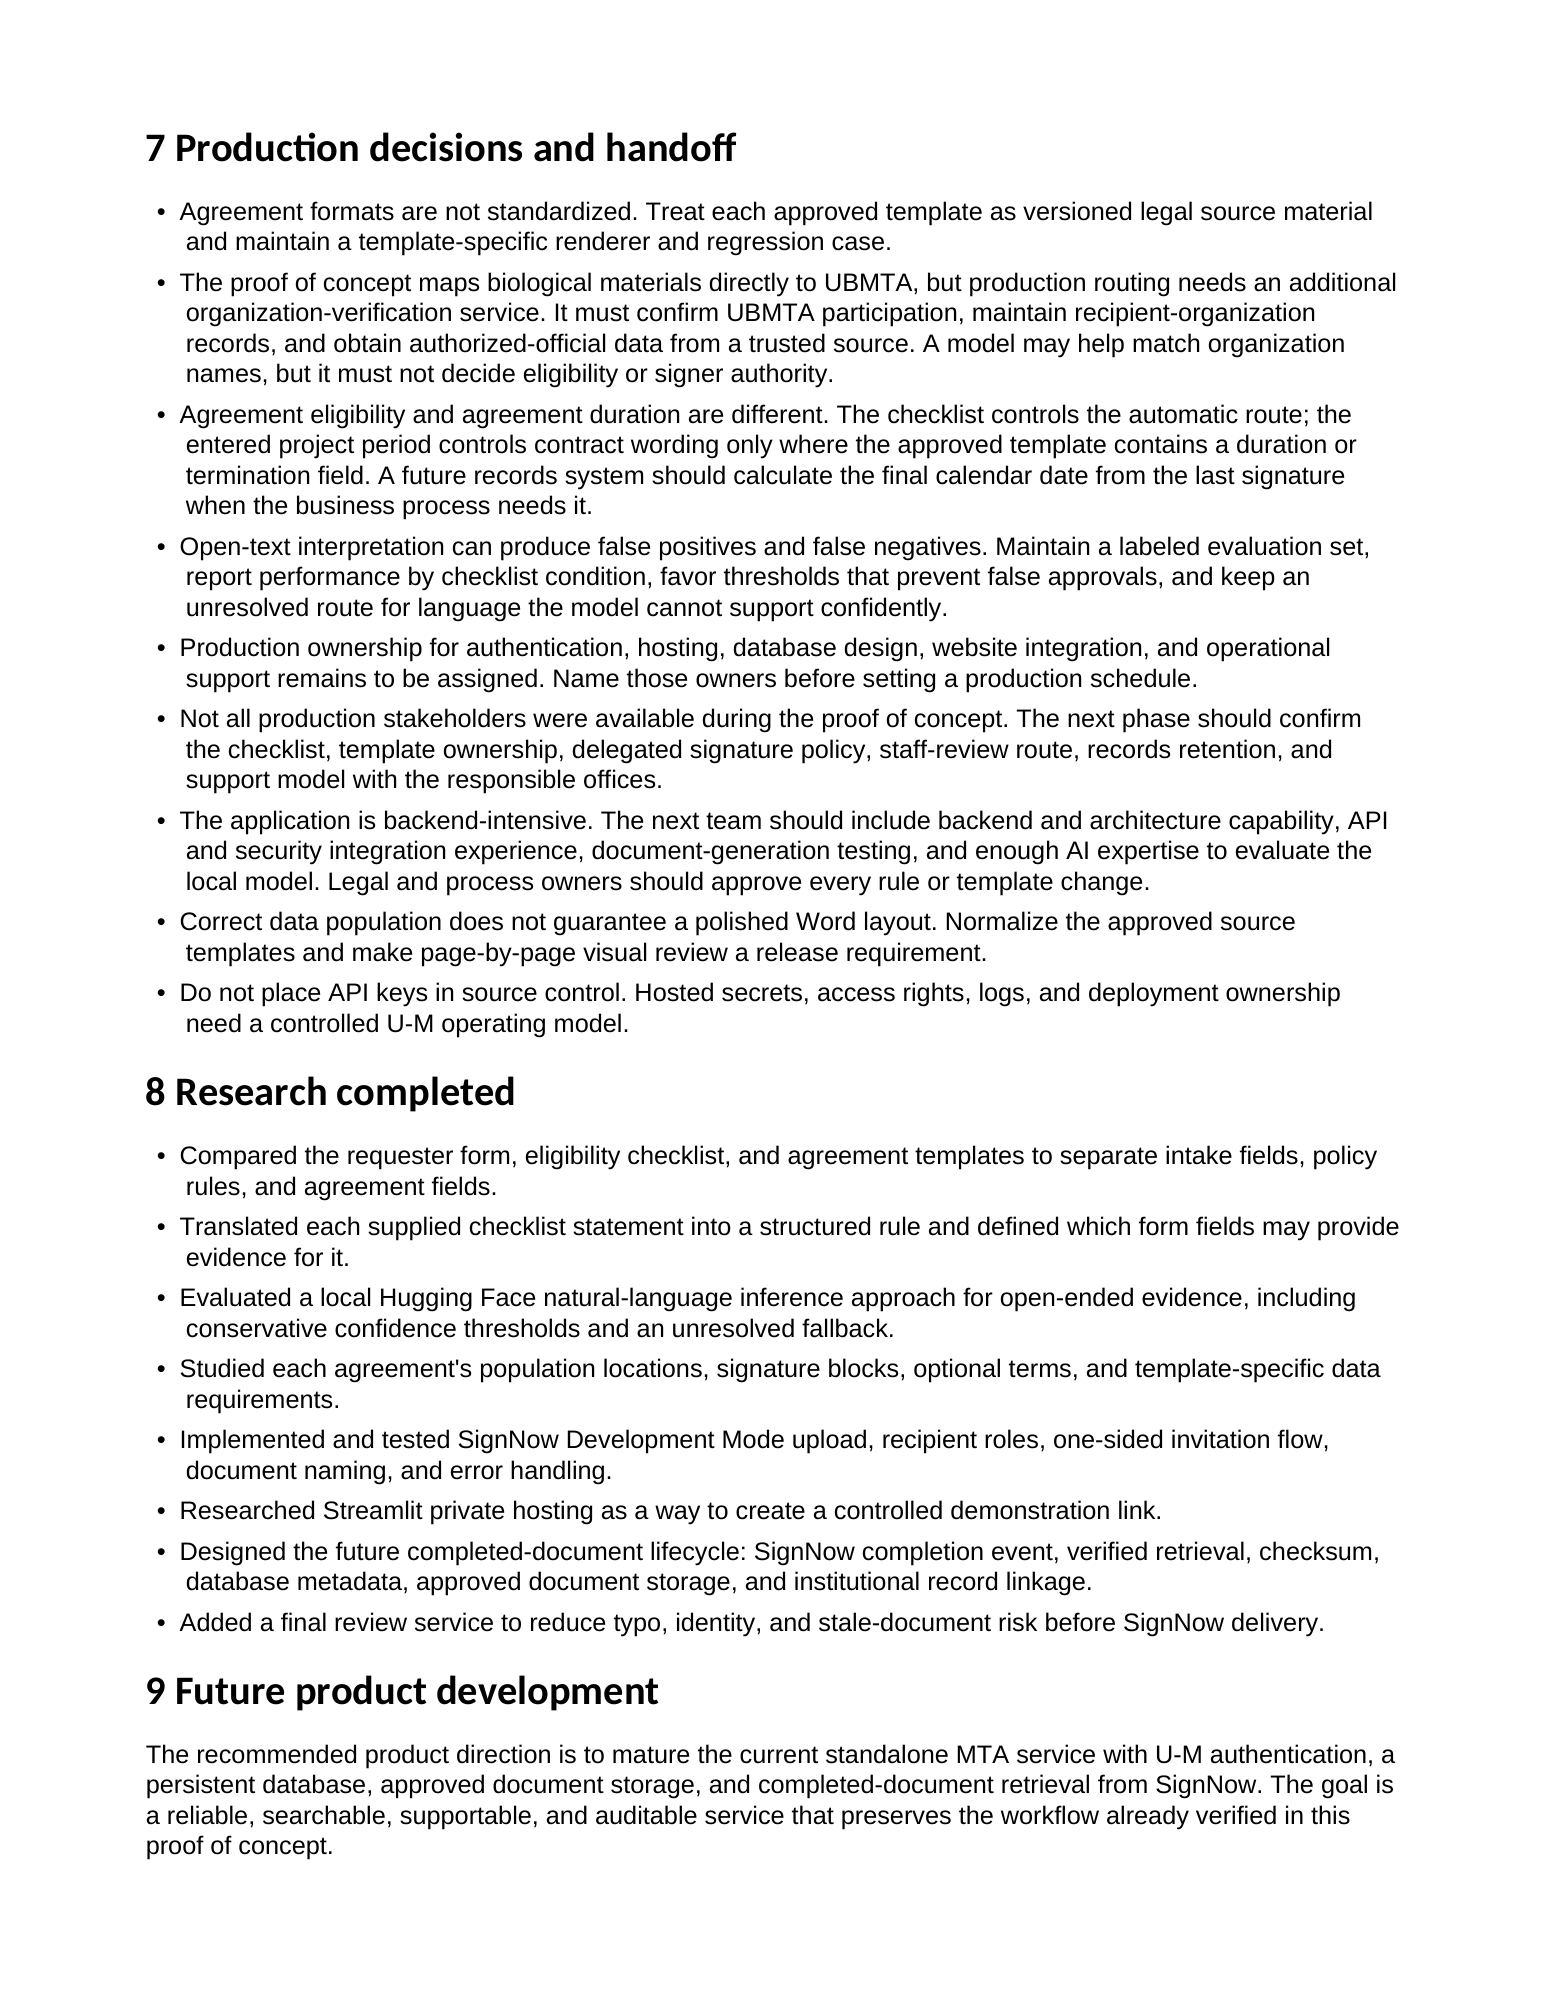 7 Production decisions and handoff
• Agreement formats are not standardized. Treat each approved template as versioned legal source material
and maintain a template-specific renderer and regression case.
• The proof of concept maps biological materials directly to UBMTA, but production routing needs an additional
organization-verification service. It must confirm UBMTA participation, maintain recipient-organization
records, and obtain authorized-official data from a trusted source. A model may help match organization
names, but it must not decide eligibility or signer authority.
• Agreement eligibility and agreement duration are different. The checklist controls the automatic route; the
entered project period controls contract wording only where the approved template contains a duration or
termination field. A future records system should calculate the final calendar date from the last signature
when the business process needs it.
• Open-text interpretation can produce false positives and false negatives. Maintain a labeled evaluation set,
report performance by checklist condition, favor thresholds that prevent false approvals, and keep an
unresolved route for language the model cannot support confidently.
• Production ownership for authentication, hosting, database design, website integration, and operational
support remains to be assigned. Name those owners before setting a production schedule.
• Not all production stakeholders were available during the proof of concept. The next phase should confirm
the checklist, template ownership, delegated signature policy, staff-review route, records retention, and
support model with the responsible offices.
• The application is backend-intensive. The next team should include backend and architecture capability, API
and security integration experience, document-generation testing, and enough AI expertise to evaluate the
local model. Legal and process owners should approve every rule or template change.
• Correct data population does not guarantee a polished Word layout. Normalize the approved source
templates and make page-by-page visual review a release requirement.
• Do not place API keys in source control. Hosted secrets, access rights, logs, and deployment ownership
need a controlled U-M operating model.
8 Research completed
• Compared the requester form, eligibility checklist, and agreement templates to separate intake fields, policy
rules, and agreement fields.
• Translated each supplied checklist statement into a structured rule and defined which form fields may provide
evidence for it.
• Evaluated a local Hugging Face natural-language inference approach for open-ended evidence, including
conservative confidence thresholds and an unresolved fallback.
• Studied each agreement's population locations, signature blocks, optional terms, and template-specific data
requirements.
• Implemented and tested SignNow Development Mode upload, recipient roles, one-sided invitation flow,
document naming, and error handling.
• Researched Streamlit private hosting as a way to create a controlled demonstration link.
• Designed the future completed-document lifecycle: SignNow completion event, verified retrieval, checksum,
database metadata, approved document storage, and institutional record linkage.
• Added a final review service to reduce typo, identity, and stale-document risk before SignNow delivery.
9 Future product development
The recommended product direction is to mature the current standalone MTA service with U-M authentication, a
persistent database, approved document storage, and completed-document retrieval from SignNow. The goal is
a reliable, searchable, supportable, and auditable service that preserves the workflow already verified in this
proof of concept.